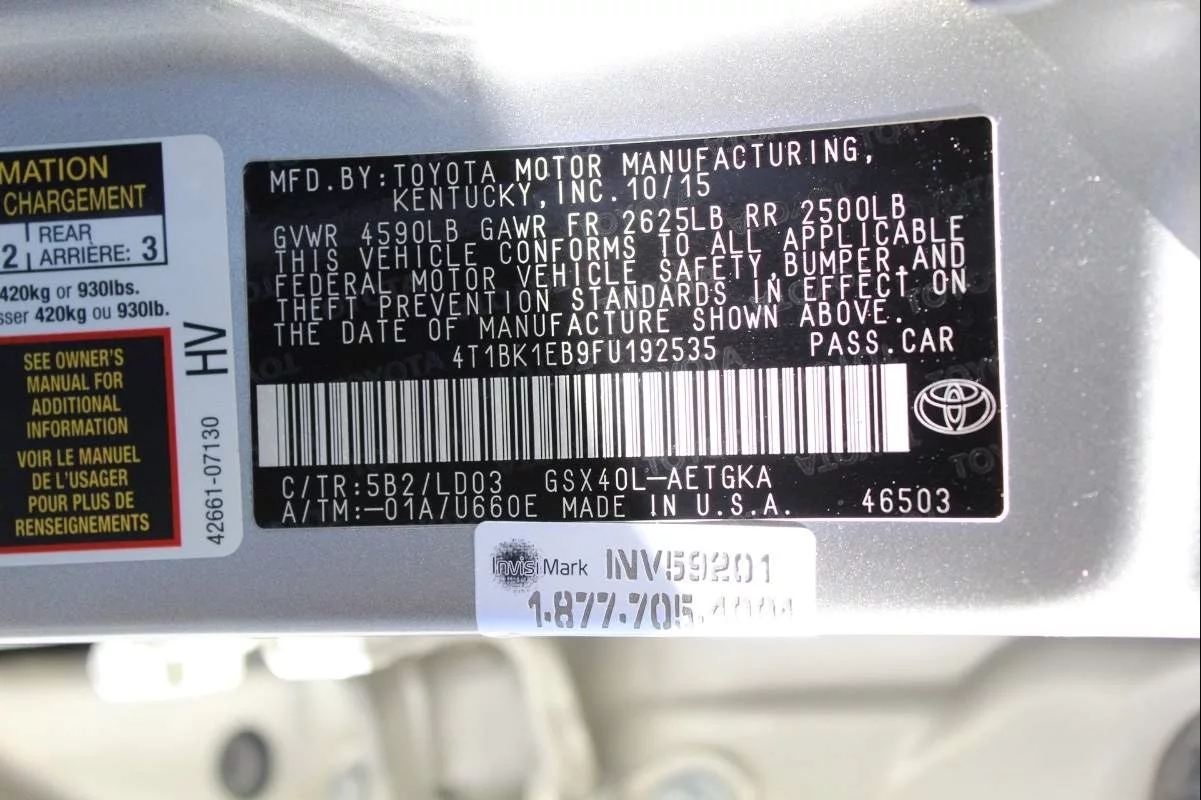 MATION
CHARGEMENT
2 REAR
ARRIÈRE: 3
420kg or 930lbs.
sser 420kg ou 930lb.
SEE OWNER'S
MANUAL FOR
ADDITIONAL
INFORMATION
VOIR LE MANUEL
DE L'USAGER
POUR PLUS DE
RENSEIGNEMENTS
HV
42661-07130
MFD.BY:TOYOTA MOTOR MANUFACTURING,
KENTUCKY,INC.10/15
GVWR 4590LB GAWR FR 2625LB RR 2500LB
THIS VEHICLE CONFORMS TO ALL APPLICABLE
FEDERAL MOTOR VEHICLE SAFETY,BUMPER,AND
THEFT PREVENTION STANDARDS IN EFFECT ON
THE DATE OF MANUFACTURE SHOWN ABOVE.
4T1BK1EB9FU192535 PASS.CAR
C/TR:5B2/LD03 GSX40L-AETGKA
A/TM:-01A/U660E MADE IN U.S.A. 46503
InvisiMark INV59201
1-877-705-